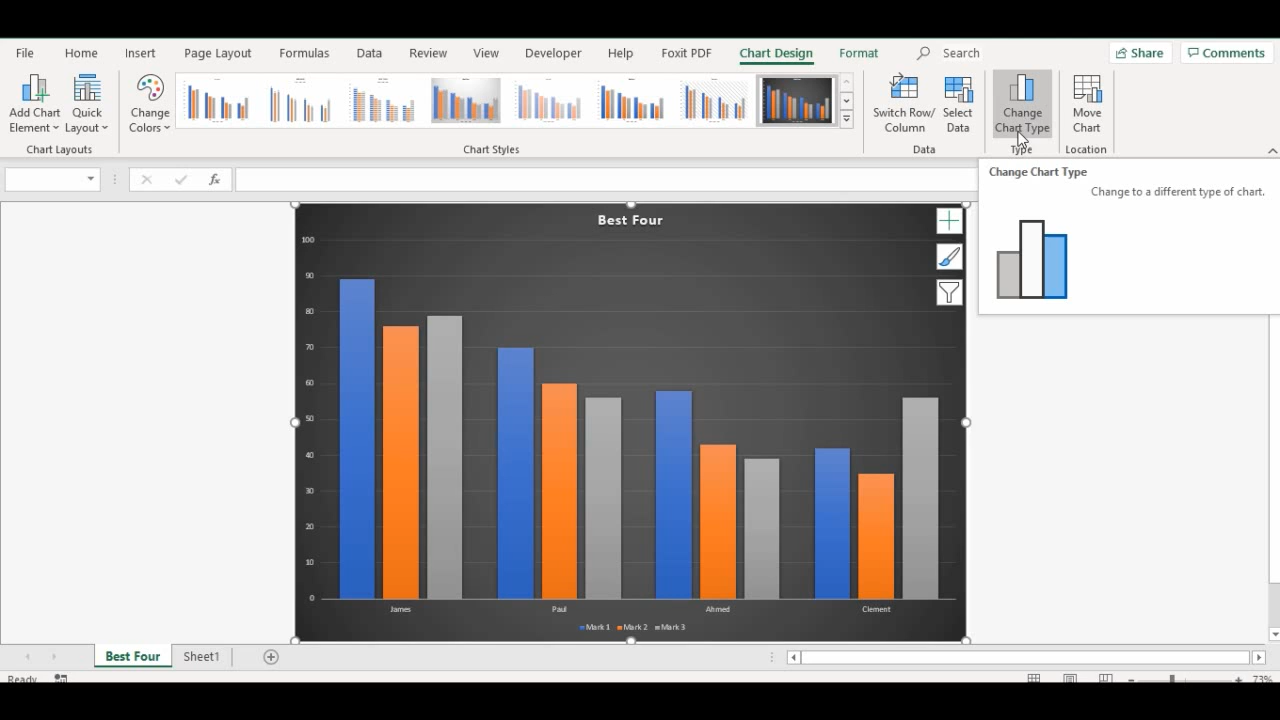 File Home Insert Page Layout Formulas Data Review View Developer Help Foxit PDF Chart Design Format Search Share Comments
Add Chart Element Quick Layout Change Colors Switch Row/ Column Select Data Change Chart Type Move Chart
Chart Layouts Chart Styles Data Type Location
fx
Change Chart Type
Change to a different type of chart.
Best Four
100
90
80
70
60
50
40
30
20
10
0
James Paul Ahmed Clement
Mark 1 Mark 2 Mark 3
Best Four Sheet1
Ready 73%